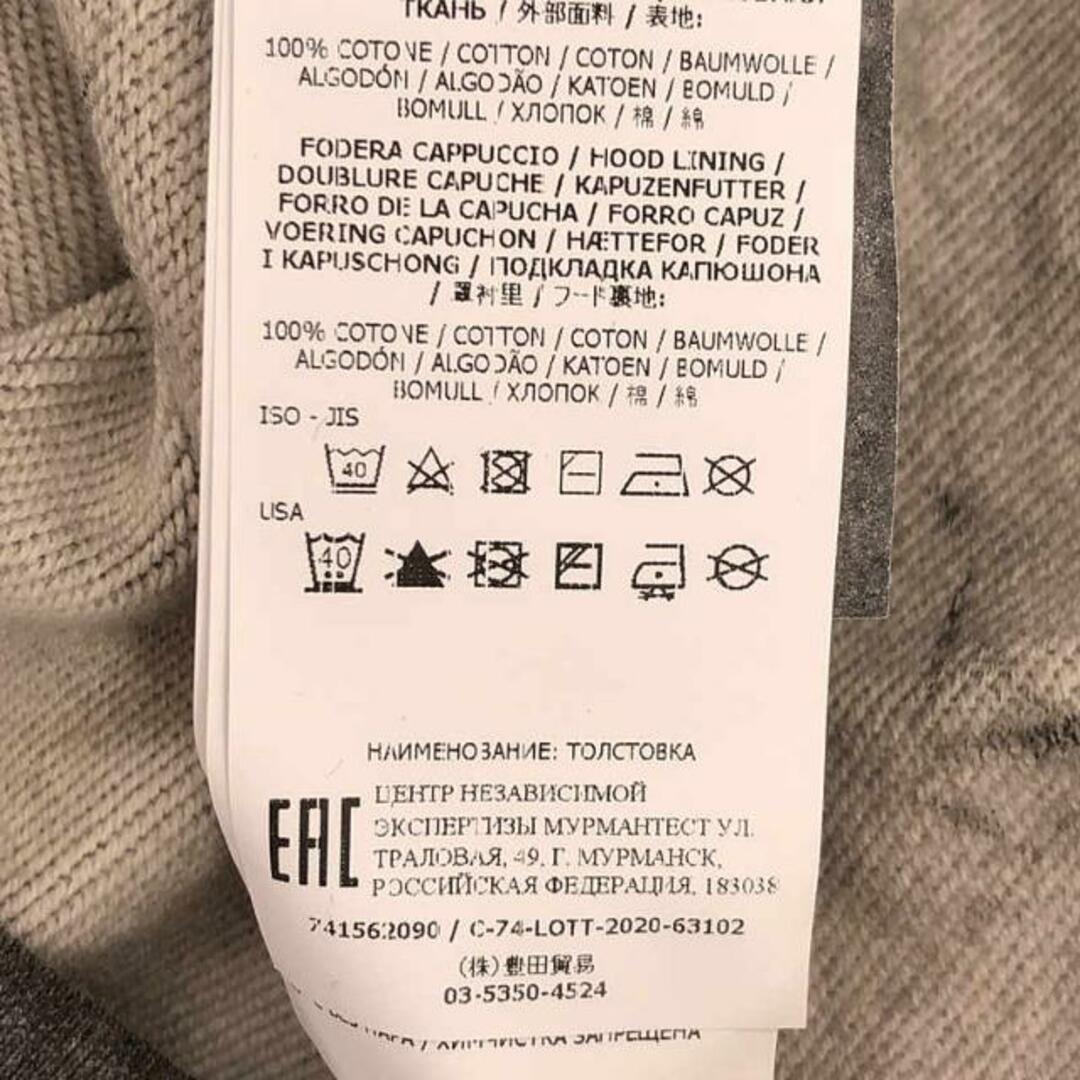 ТКАНЬ / 外部面料 / 表地:
100% COTONE / COTTON / COTON / BAUMWOLLE /
ALGODÓN / ALGODÃO / KATOEN / BOMULD /
BOMULL / ХЛОПОК / 棉 / 綿
FODERA CAPPUCCIO / HOOD LINING /
DOUBLURE CAPUCHE / KAPUZENFUTTER /
FORRO DE LA CAPUCHA / FORRO CAPUZ /
VOERING CAPUCHON / HÆTTEFOR / FODER
I KAPUSCHONG / ПОДКЛАДКА КАПЮШОНА
/ 罩衬里 / フード裏地:
100% COTONE / COTTON / COTON / BAUMWOLLE /
ALGODÓN / ALGODÃO / KATOEN / BOMULD /
BOMULL / ХЛОПОК / 棉 / 綿
ISO - JIS
40
USA
40
НАИМЕНОВАНИЕ: ТОЛСТОВКА
EAC
ЦЕНТР НЕЗАВИСИМОЙ
ЭКСПЕРТИЗЫ МУРМАНТЕСТ УЛ.
ТРАЛОВАЯ, 49, Г. МУРМАНСК,
РОССИЙСКАЯ ФЕДЕРАЦИЯ, 183038
741562090 / C-74-LOTT-2020-63102
(株)豊田貿易
03-5350-4524
ПАРА / ХИМЧИСТКА ЗАПРЕЩЕНА